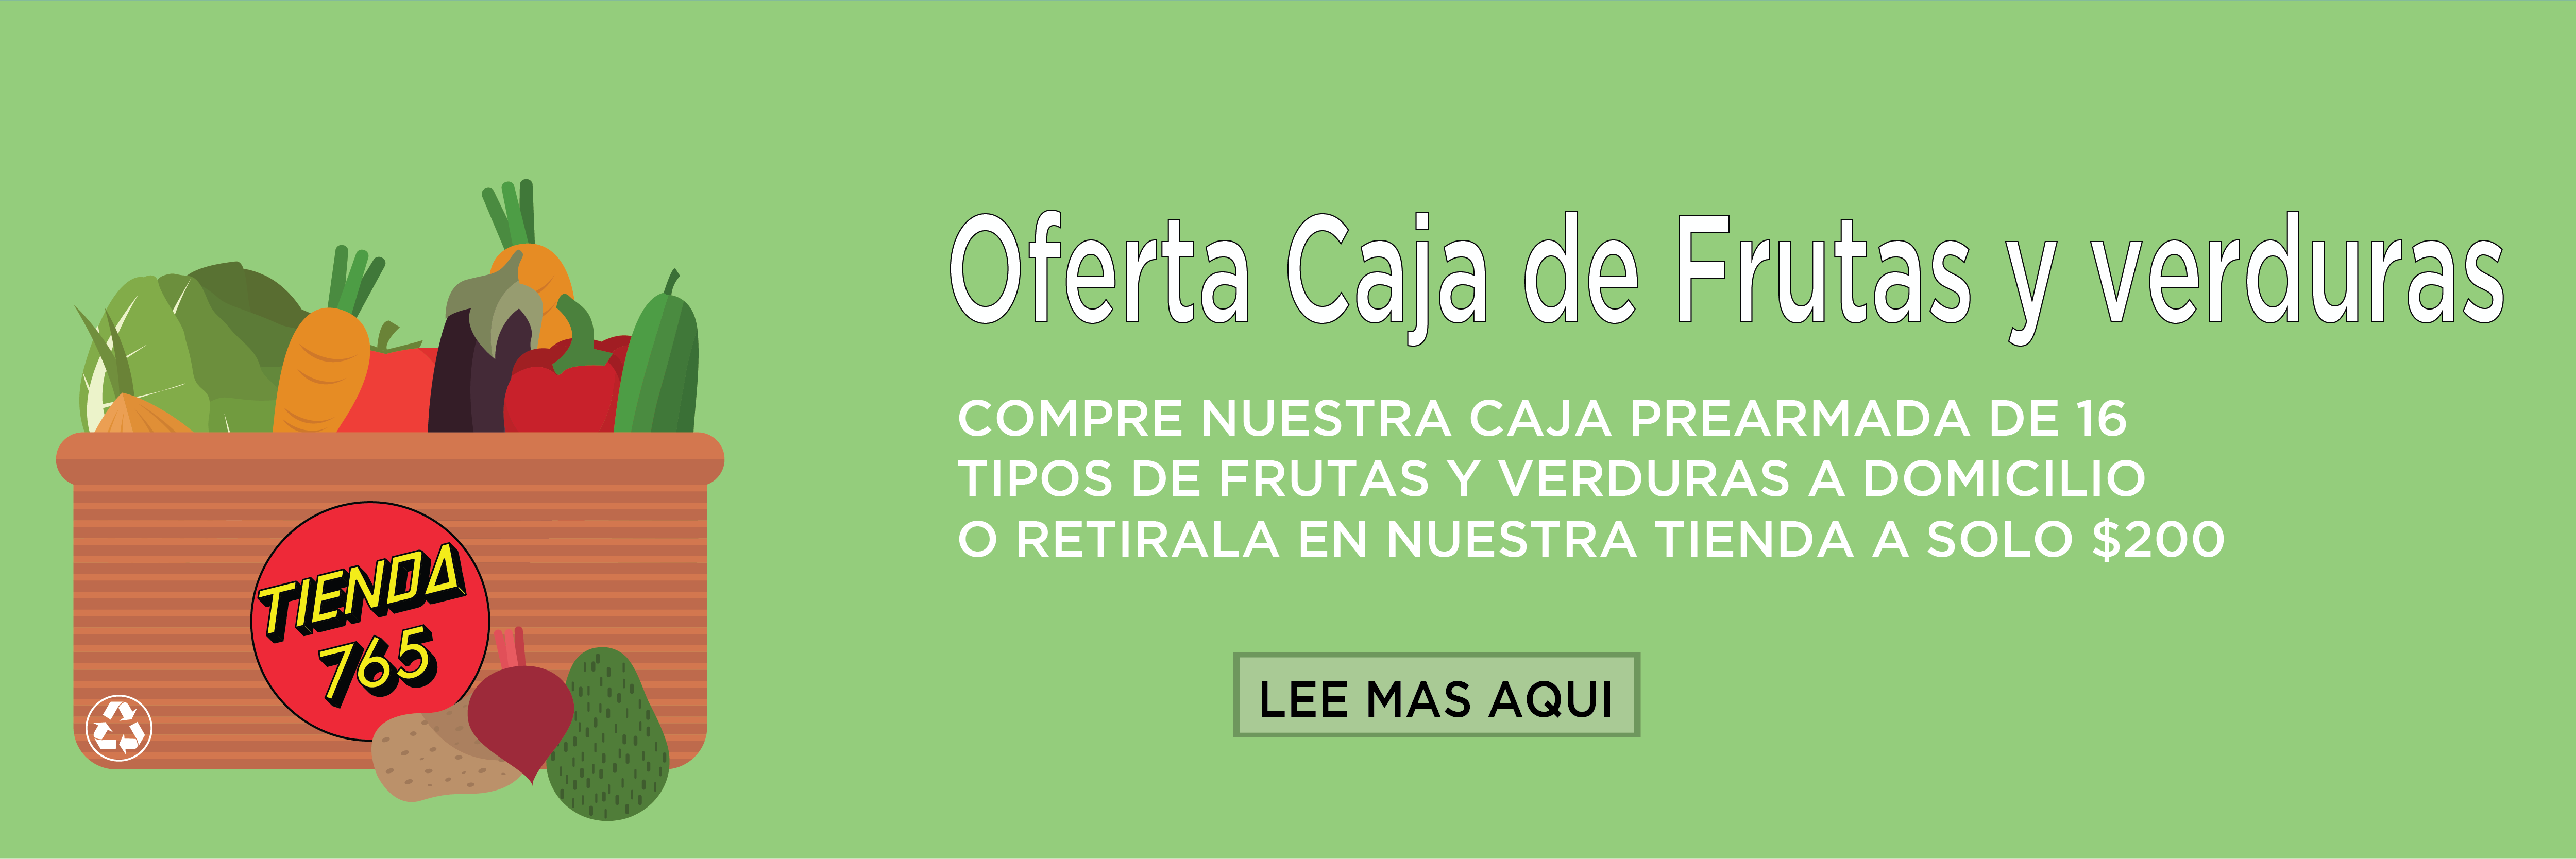 Oferta Caja de Frutas y verduras
COMPRE NUESTRA CAJA PREARMADA DE 16
TIPOS DE FRUTAS Y VERDURAS A DOMICILIO
O RETIRALA EN NUESTRA TIENDA A SOLO $200
LEE MAS AQUI
TIENDA
765